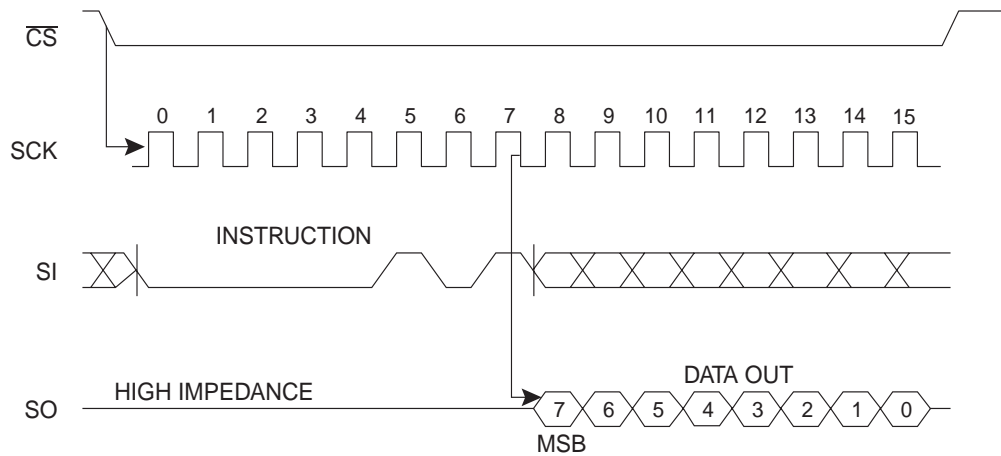 CS
0 1 2 3 4 5 6 7 8 9 10 11 12 13 14 15
SCK
INSTRUCTION
SI
HIGH IMPEDANCE
DATA OUT
SO
7 6 5 4 3 2 1 0
MSB